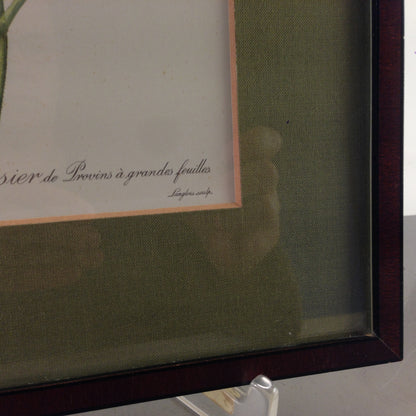 sier de Provins à grandes feuilles
Langlois sculp.